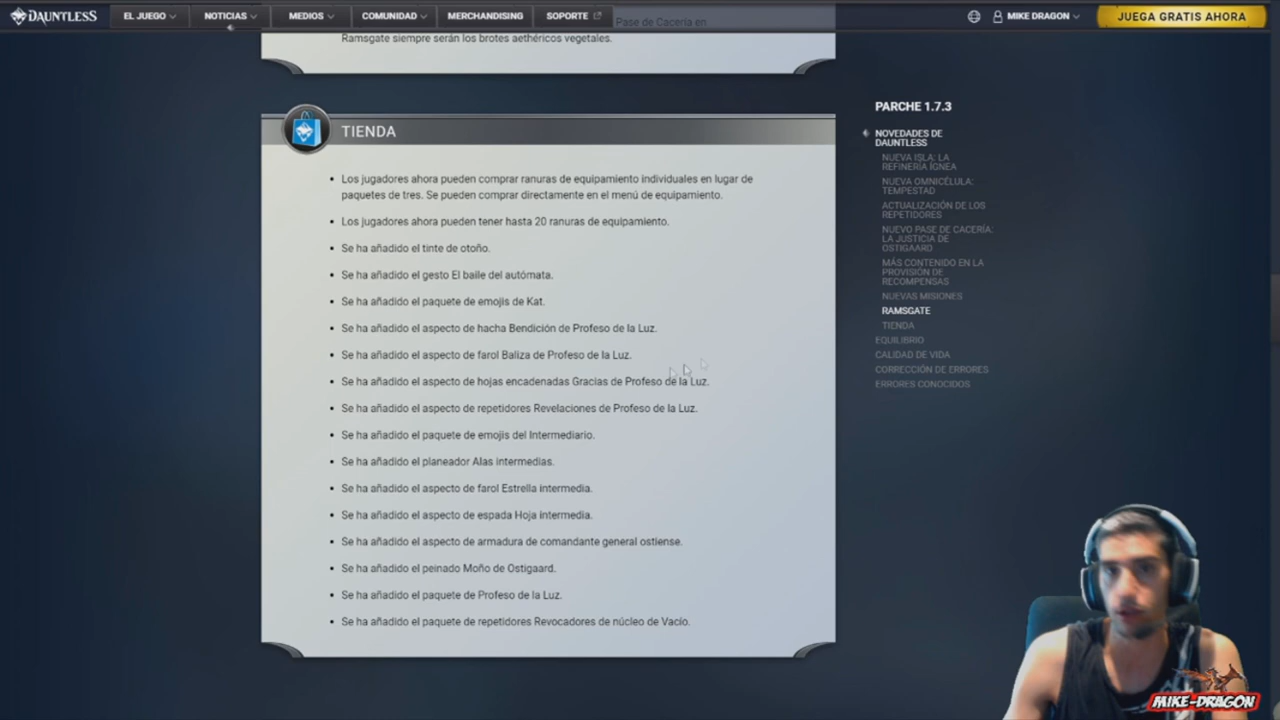 DAUNTLESS
EL JUEGO
NOTICIAS
MEDIOS
COMUNIDAD
MERCHANDISING
SOPORTE
MIKE DRAGON
JUEGA GRATIS AHORA
Pase de Cacería en
Ramsgate siempre serán los brotes aethéricos vegetales.
TIENDA
• Los jugadores ahora pueden comprar ranuras de equipamiento individuales en lugar de
paquetes de tres. Se pueden comprar directamente en el menú de equipamiento.
• Los jugadores ahora pueden tener hasta 20 ranuras de equipamiento.
• Se ha añadido el tinte de otoño.
• Se ha añadido el gesto El baile del autómata.
• Se ha añadido el paquete de emojis de Kat.
• Se ha añadido el aspecto de hacha Bendición de Profeso de la Luz.
• Se ha añadido el aspecto de farol Baliza de Profeso de la Luz.
• Se ha añadido el aspecto de hojas encadenadas Gracias de Profeso de la Luz.
• Se ha añadido el aspecto de repetidores Revelaciones de Profeso de la Luz.
• Se ha añadido el paquete de emojis del Intermediario.
• Se ha añadido el planeador Alas intermedias.
• Se ha añadido el aspecto de farol Estrella intermedia.
• Se ha añadido el aspecto de espada Hoja intermedia.
• Se ha añadido el aspecto de armadura de comandante general ostiense.
• Se ha añadido el peinado Moño de Ostigaard.
• Se ha añadido el paquete de Profeso de la Luz.
• Se ha añadido el paquete de repetidores Revocadores de núcleo de Vacío.
PARCHE 1.7.3
NOVEDADES DE
DAUNTLESS
NUEVA ISLA: LA
REFINERÍA ÍGNEA
NUEVA OMNICÉLULA:
TEMPESTAD
ACTUALIZACIÓN DE LOS
REPETIDORES
NUEVO PASE DE CACERÍA:
LA JUSTICIA DE
OSTIGAARD
MÁS CONTENIDO EN LA
PROVISIÓN DE
RECOMPENSAS
NUEVAS MISIONES
RAMSGATE
TIENDA
EQUILIBRIO
CALIDAD DE VIDA
CORRECCIÓN DE ERRORES
ERRORES CONOCIDOS
MIKE-DRAGON